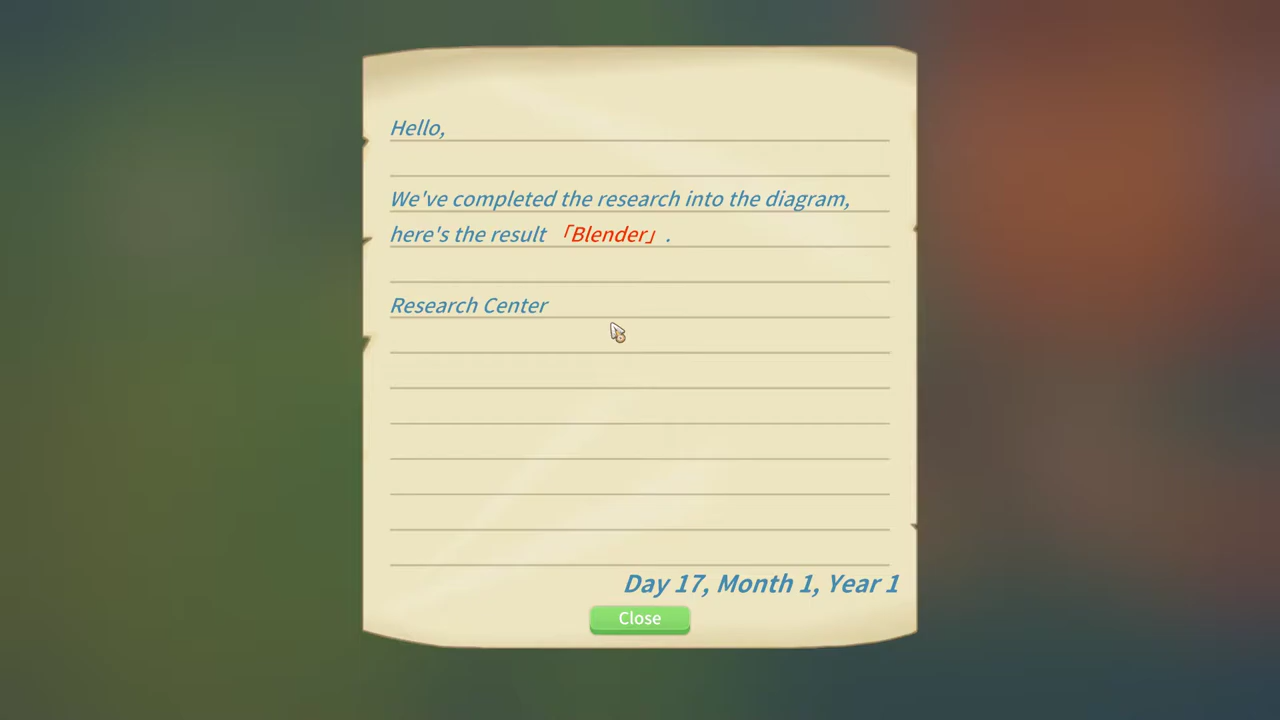 Hello,
We've completed the research into the diagram,
here's the result 「Blender」.
Research Center
Day 17, Month 1, Year 1
Close